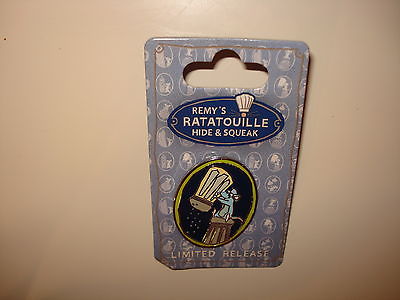 REMY'S
RATATOUILLE
HIDE & SQUEAK
LIMITED RELEASE